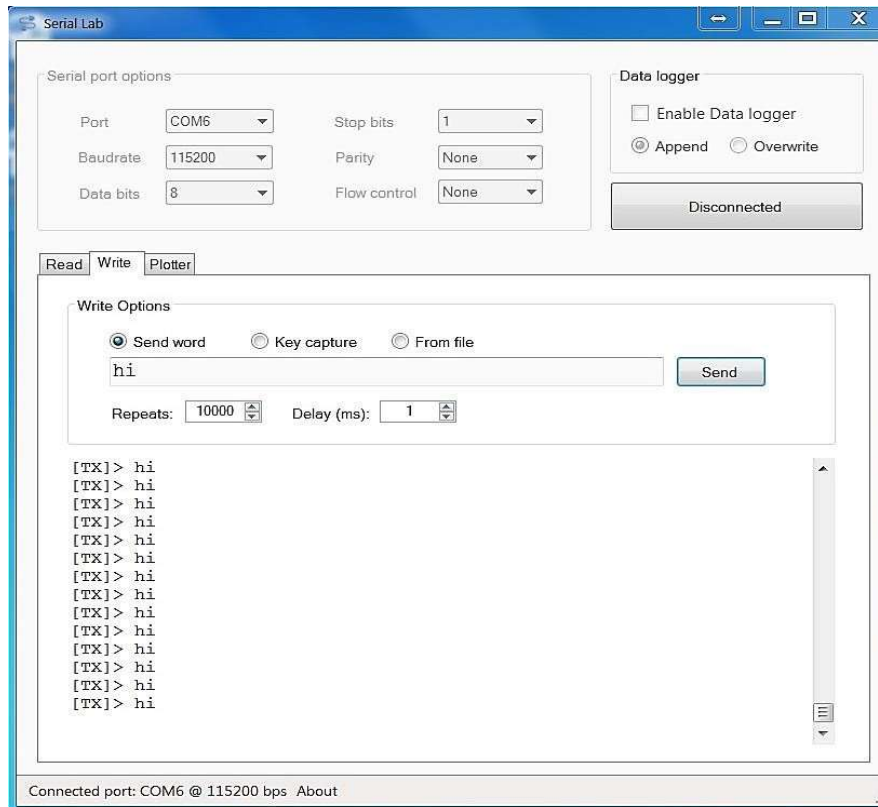 Serial Lab
Serial port options
Port COM6 Stop bits 1
Baudrate 115200 Parity None
Data bits 8 Flow control None
Data logger
Enable Data logger
Append Overwrite
Disconnected
Read Write Plotter
Write Options
Send word Key capture From file
hi Send
Repeats: 10000 Delay (ms): 1
[TX]> hi
[TX]> hi
[TX]> hi
[TX]> hi
[TX]> hi
[TX]> hi
[TX]> hi
[TX]> hi
[TX]> hi
[TX]> hi
[TX]> hi
[TX]> hi
[TX]> hi
[TX]> hi
Connected port: COM6 @ 115200 bps About